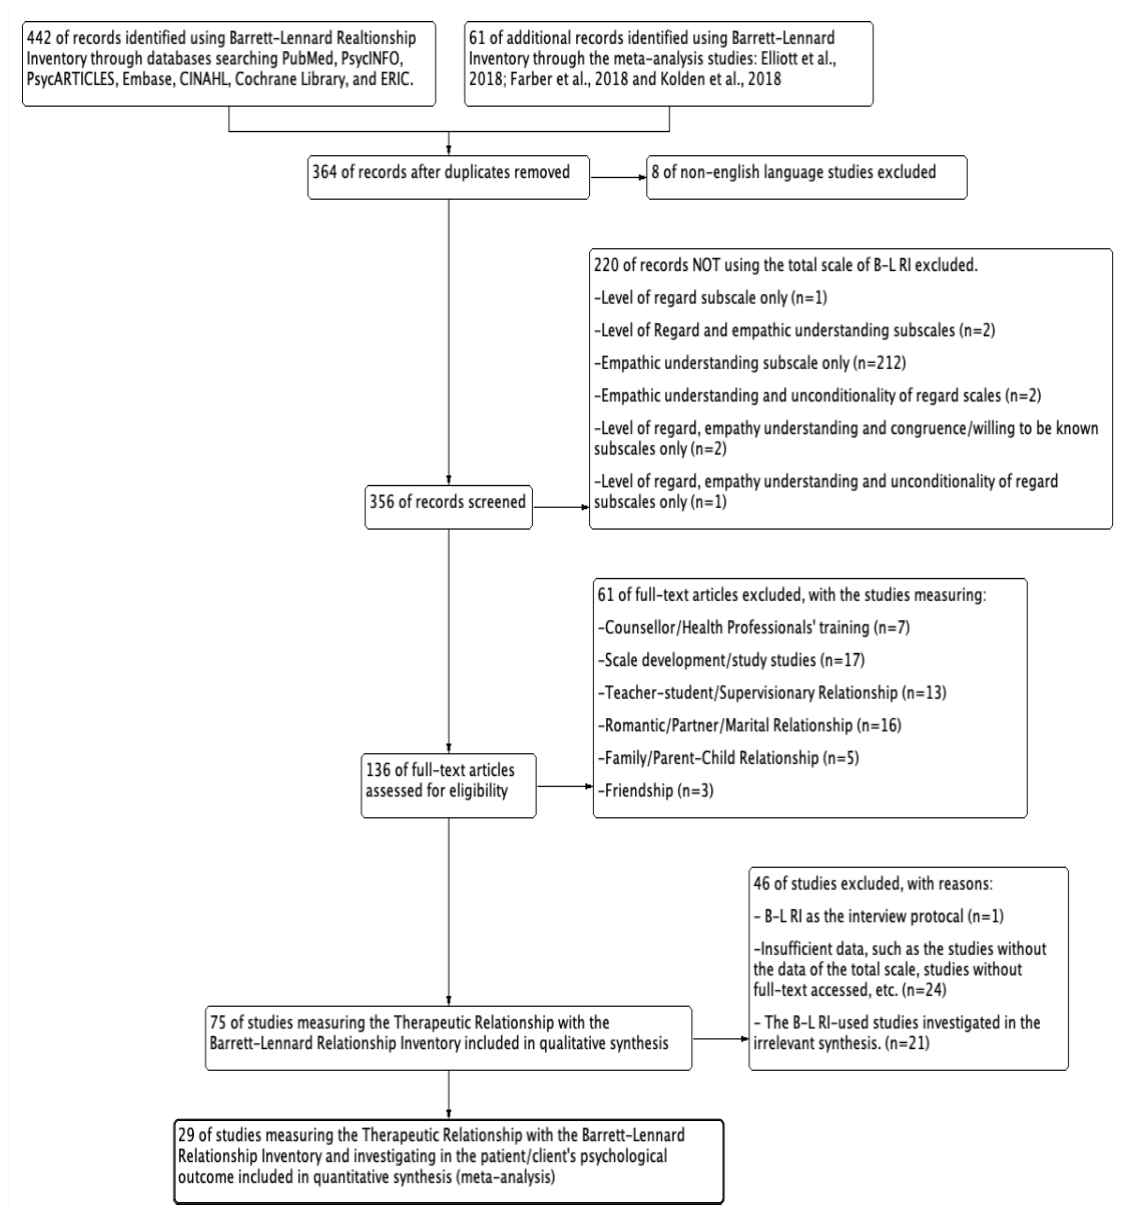 442 of records identified using Barrett-Lennard Realtionship
Inventory through databases searching PubMed, PsycINFO,
PsycARTICLES, Embase, CINAHL, Cochrane Library, and ERIC.
61 of additional records identified using Barrett-Lennard
Inventory through the meta-analysis studies: Elliott et al.,
2018; Farber et al., 2018 and Kolden et al., 2018
364 of records after duplicates removed
8 of non-english language studies excluded
220 of records NOT using the total scale of B-L RI excluded.
-Level of regard subscale only (n=1)
-Level of Regard and empathic understanding subscales (n=2)
-Empathic understanding subscale only (n=212)
-Empathic understanding and unconditionality of regard scales (n=2)
-Level of regard, empathy understanding and congruence/willing to be known
subscales only (n=2)
-Level of regard, empathy understanding and unconditionality of regard
subscales only (n=1)
356 of records screened
61 of full-text articles excluded, with the studies measuring:
-Counsellor/Health Professionals' training (n=7)
-Scale development/study studies (n=17)
-Teacher-student/Supervisionary Relationship (n=13)
-Romantic/Partner/Marital Relationship (n=16)
-Family/Parent-Child Relationship (n=5)
-Friendship (n=3)
136 of full-text articles
assessed for eligibility
46 of studies excluded, with reasons:
- B-L RI as the interview protocal (n=1)
-Insufficient data, such as the studies without
the data of the total scale, studies without
full-text accessed, etc. (n=24)
- The B-L RI-used studies investigated in the
irrelevant synthesis. (n=21)
75 of studies measuring the Therapeutic Relationship with the
Barrett-Lennard Relationship Inventory included in qualitative synthesis
29 of studies measuring the Therapeutic Relationship with the Barrett-Lennard
Relationship Inventory and investigating in the patient/client's psychological
outcome included in quantitative synthesis (meta-analysis)